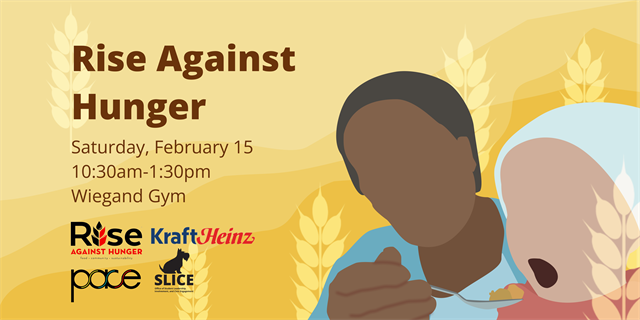 Rise Against
Hunger
Saturday, February 15
10:30am-1:30pm
Wiegand Gym
Rise
AGAINST HUNGER
KraftHeinz
pace
SLICE